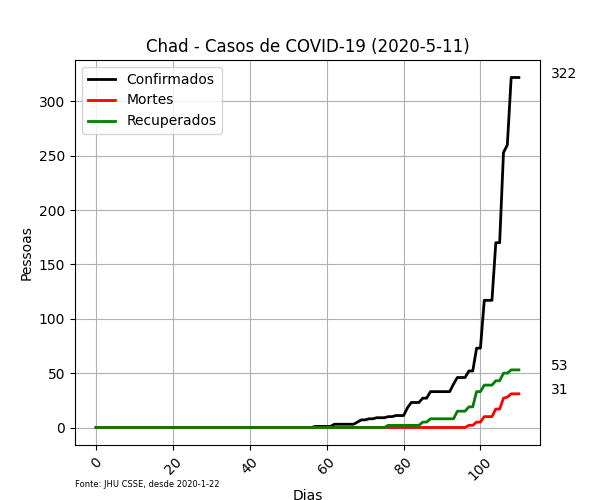 Chad - Casos de COVID-19 (2020-5-11)
Confirmados
Mortes
Recuperados
322
53
31
300
250
200
150
100
50
0
Pessoas
0
20
40
60
80
100
Fonte: JHU CSSE, desde 2020-1-22
Dias